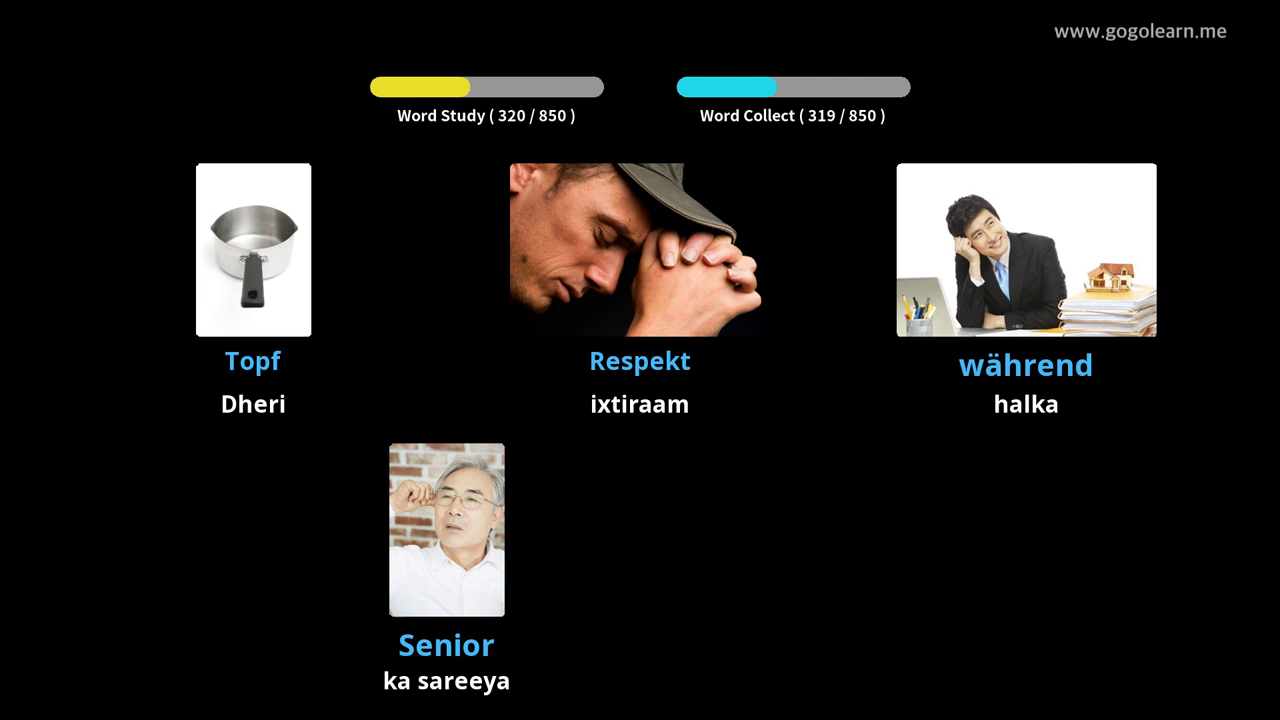 www.gogolearn.me
Word Study ( 320 / 850 )
Word Collect ( 319 / 850 )
Topf
Dheri
Respekt
ixtiraam
während
halka
Senior
ka sareeya